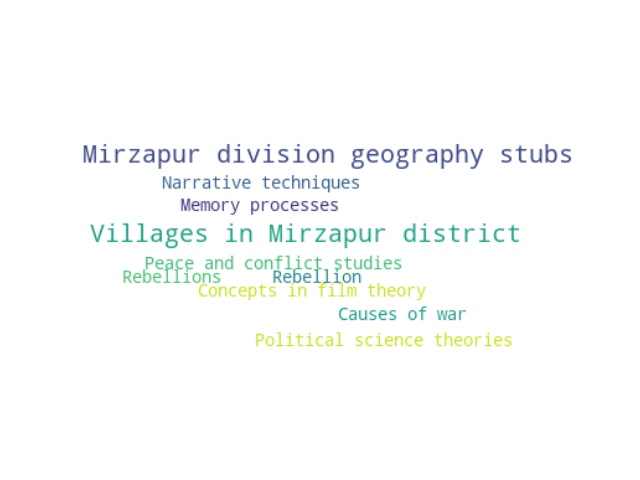 Mirzapur division geography stubs
Narrative techniques
Memory processes
Villages in Mirzapur district
Peace and conflict studies
Rebellions Rebellion
Concepts in film theory
Causes of war
Political science theories